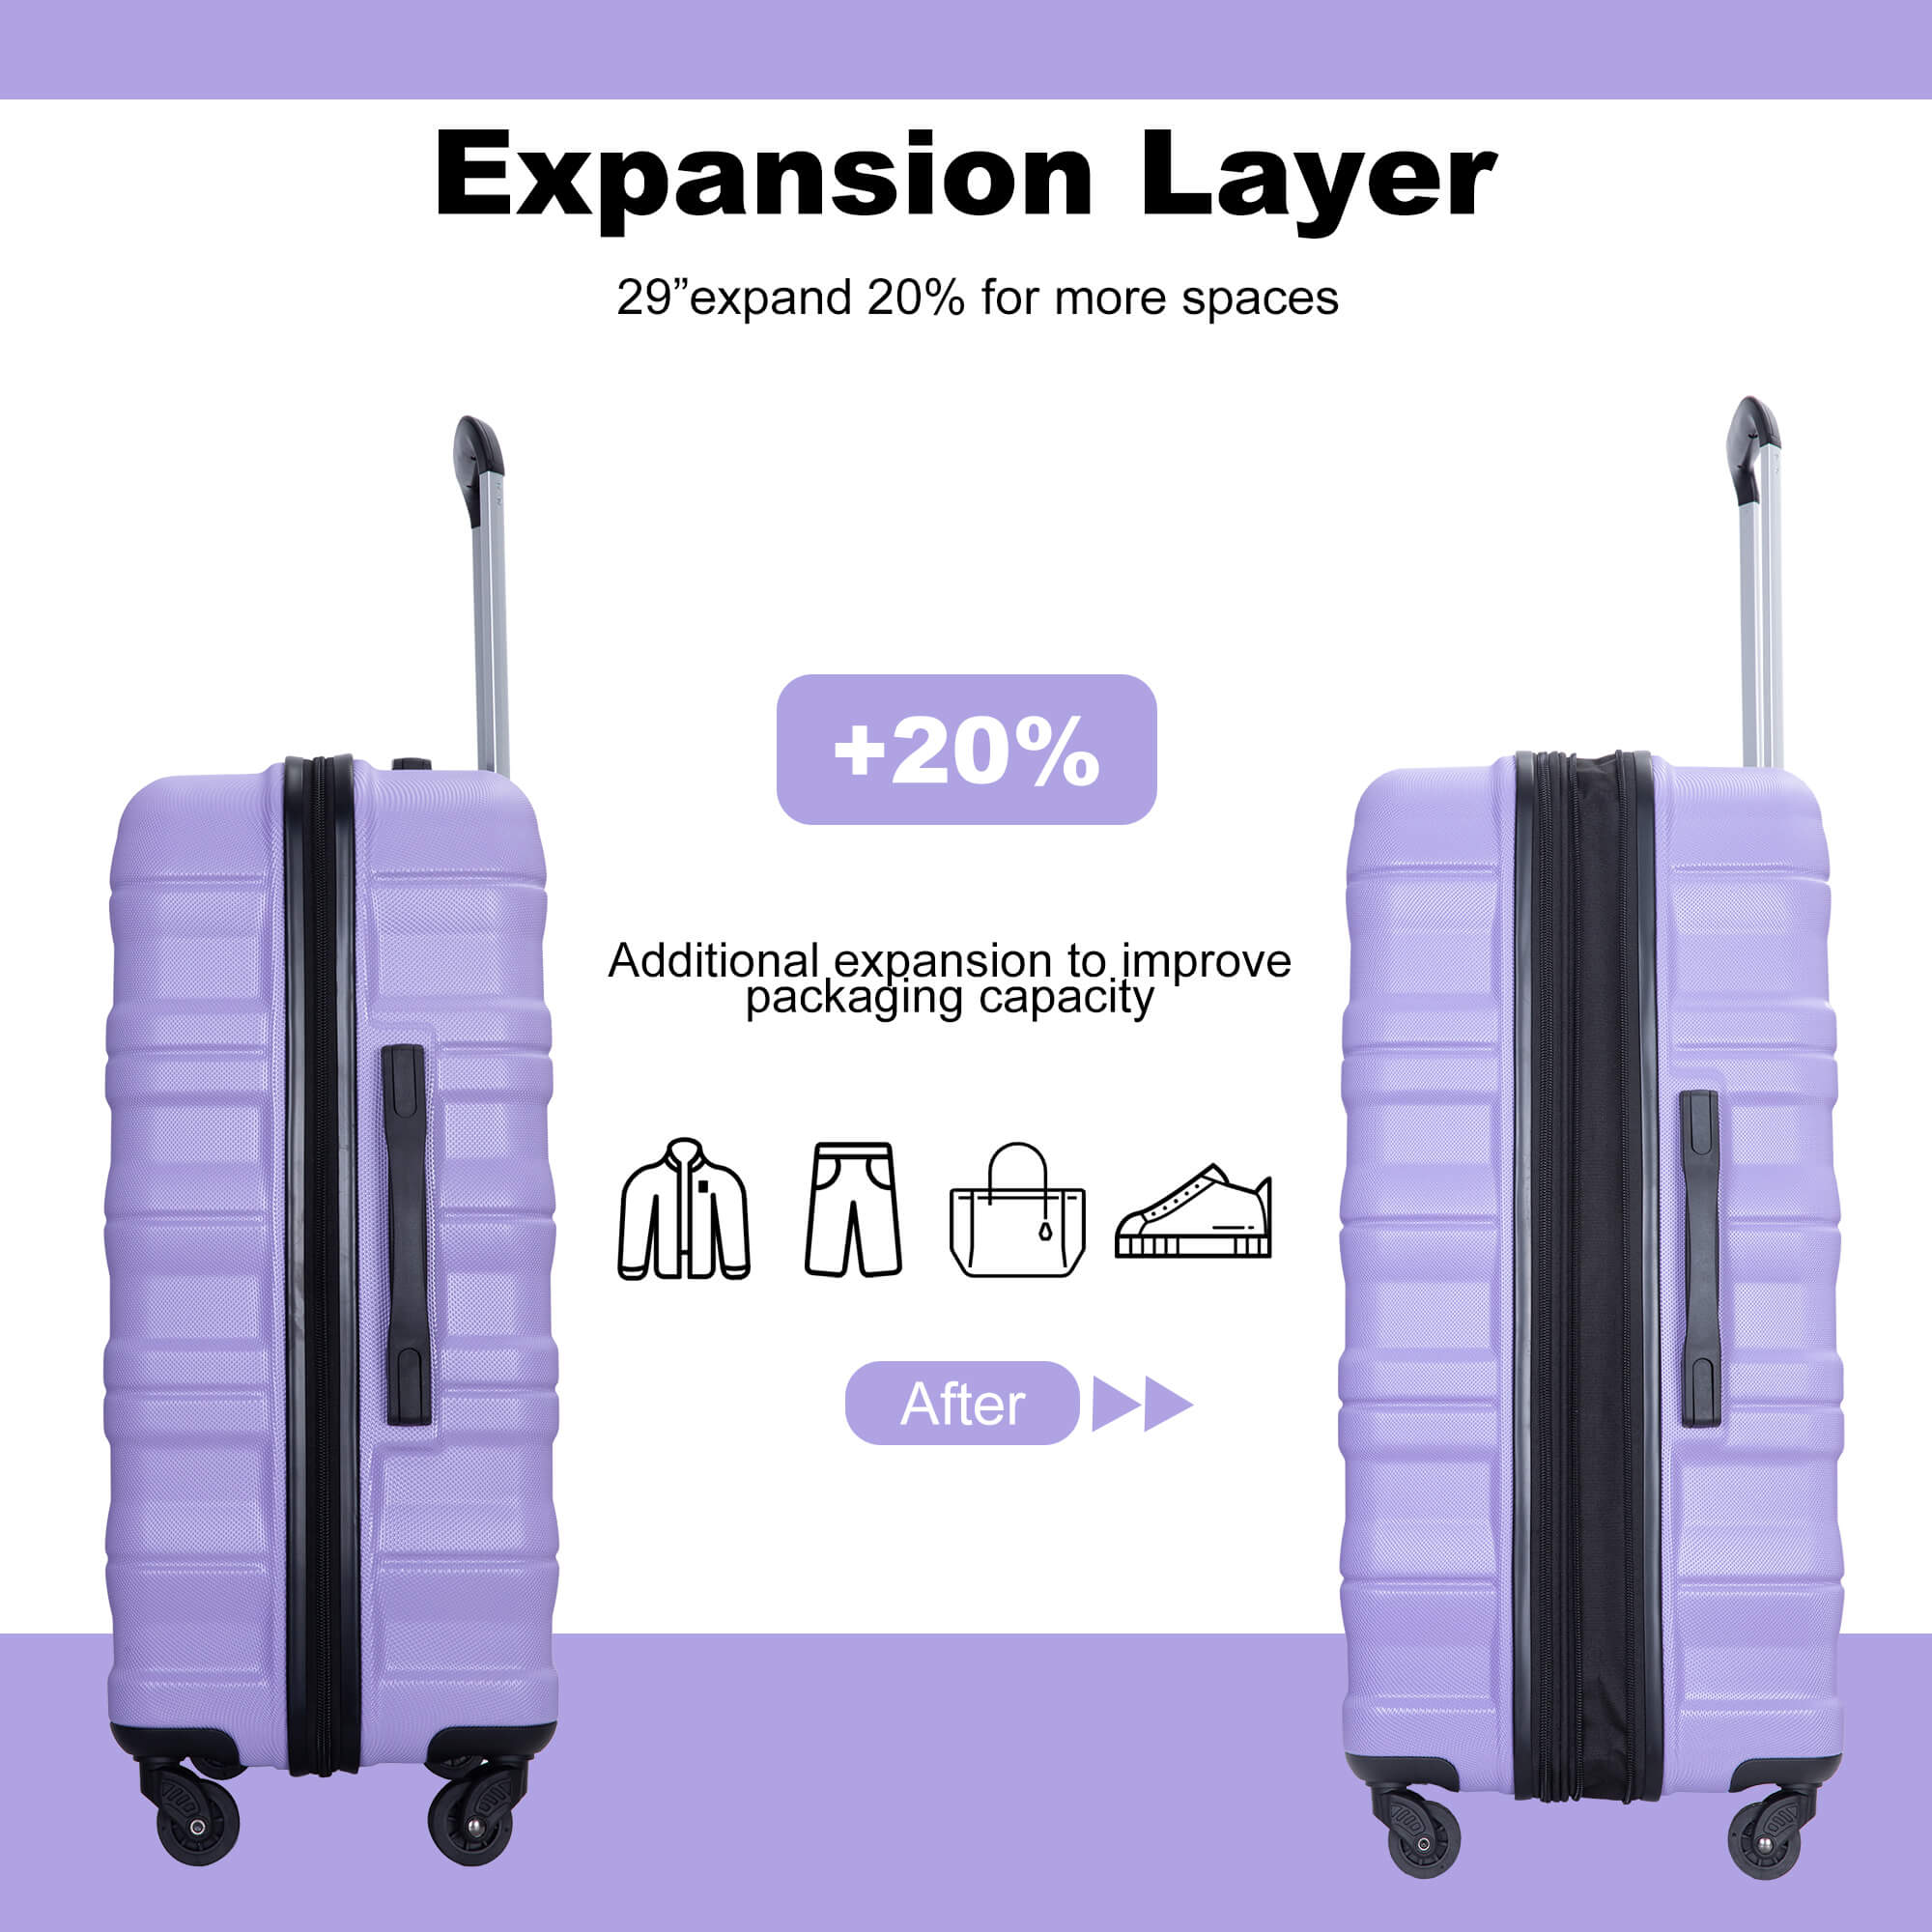 Expansion Layer
29”expand 20% for more spaces
+20%
Additional expansion to improve
packaging capacity
After